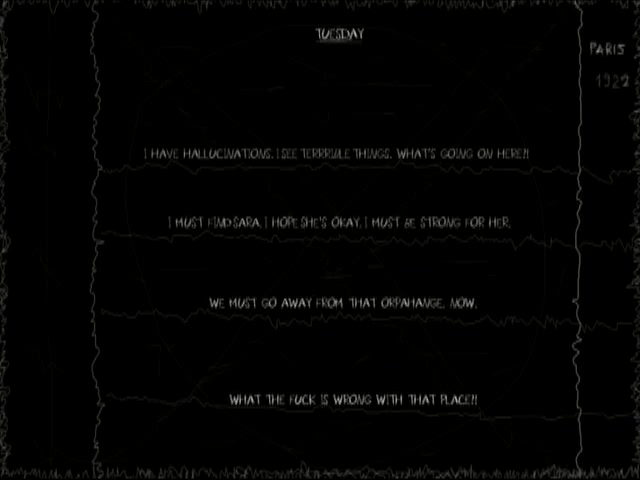 TUESDAY
PARIS
1922
I HAVE HALLUCINATIONS. I SEE TERRRIBLE THINGS. WHAT'S GOING ON HERE?!
I MUST FIND SARA. I HOPE SHE'S OKAY. I MUST BE STRONG FOR HER.
WE MUST GO AWAY FROM THAT ORPAHANGE. NOW.
WHAT THE FUCK IS WRONG WITH THAT PLACE?!